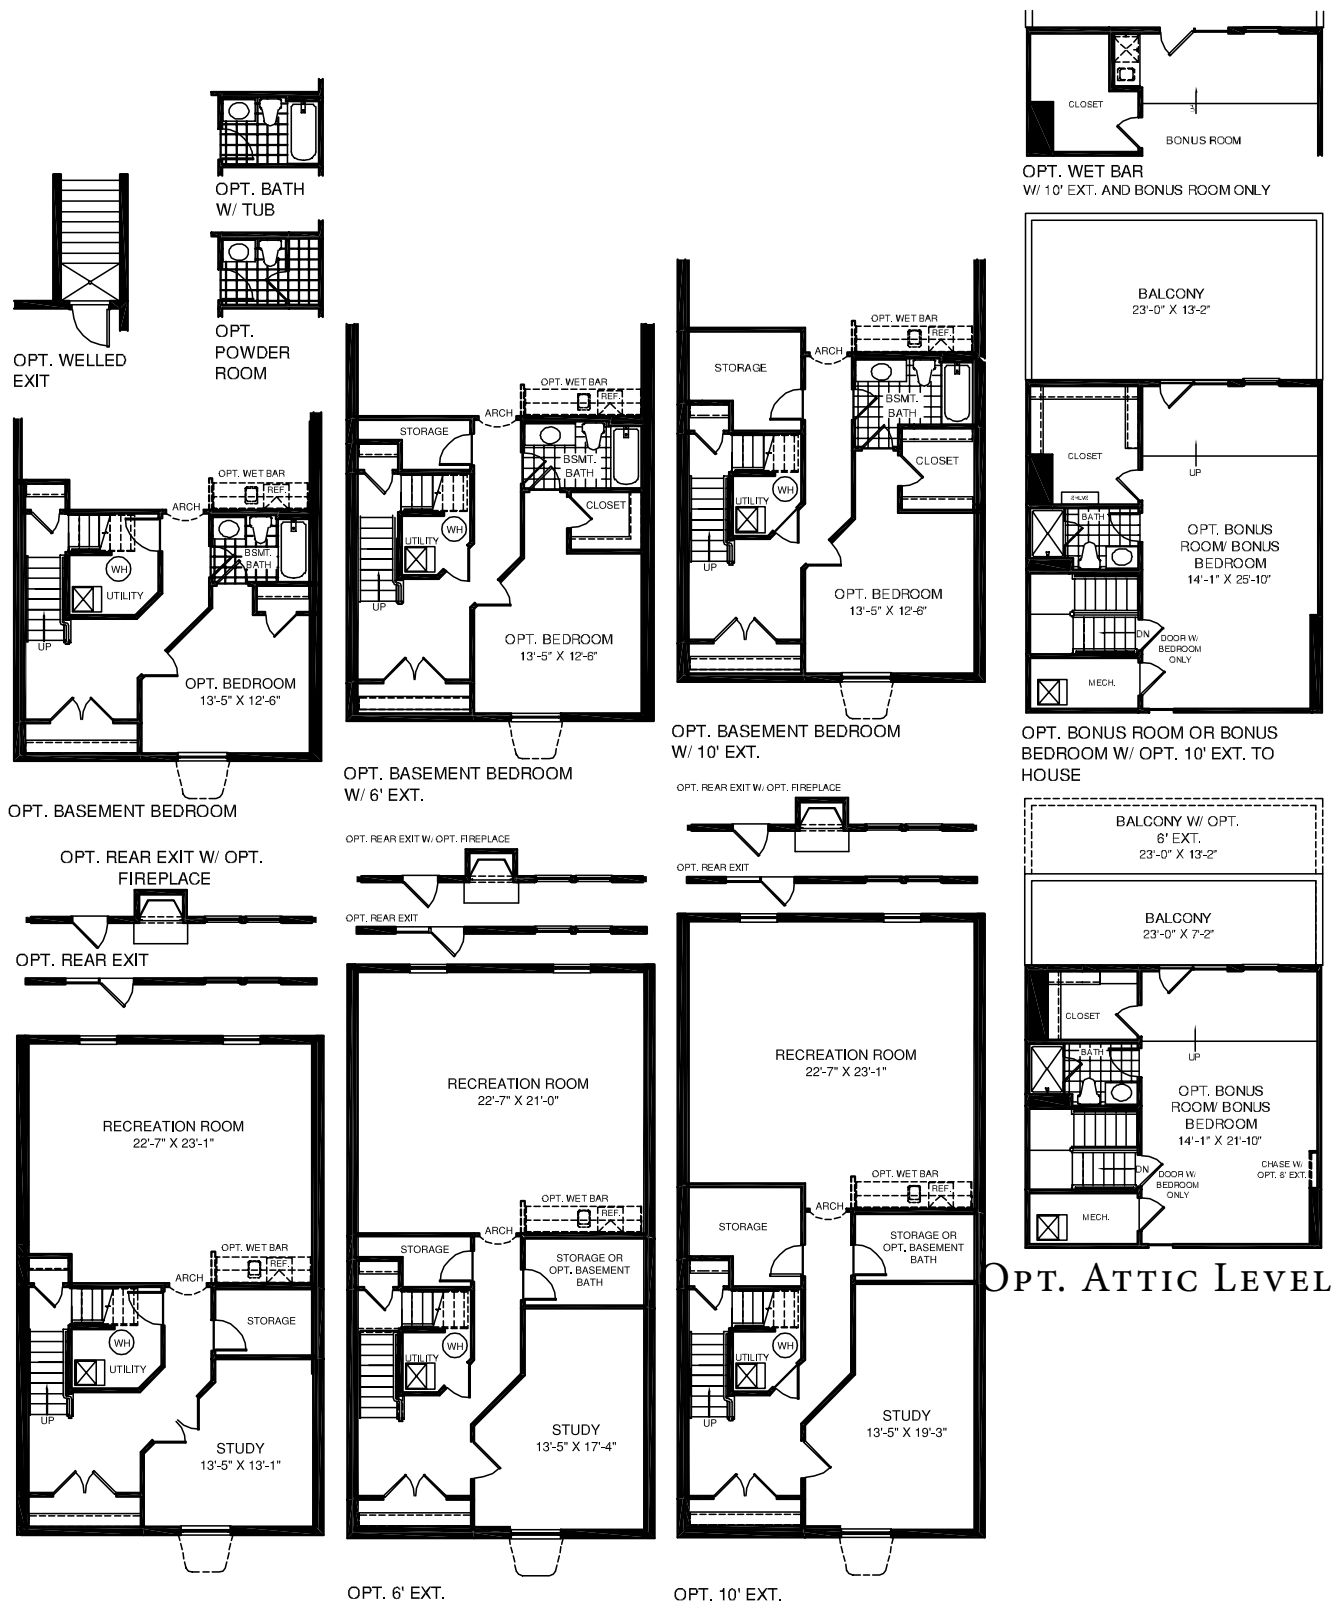 OPT. BATH
W/ TUB
OPT.
POWDER
ROOM
OPT. WELLED
EXIT
OPT. WET BAR
REF.
ARCH
BSMT.
BATH
WH
UTILITY
UP
OPT. BEDROOM
13'-5" X 12'-6"
OPT. BASEMENT BEDROOM
OPT. REAR EXIT W/ OPT.
FIREPLACE
OPT. REAR EXIT
RECREATION ROOM
22'-7" X 23'-1"
OPT. WET BAR
REF.
ARCH
STORAGE
WH
UTILITY
UP
STUDY
13'-5" X 13'-1"
OPT. WET BAR
REF.
ARCH
STORAGE
BSMT.
BATH
CLOSET
WH
UTILITY
UP
OPT. BEDROOM
13'-5" X 12'-6"
OPT. BASEMENT BEDROOM
W/ 6' EXT.
OPT. REAR EXIT W/ OPT. FIREPLACE
OPT. REAR EXIT
RECREATION ROOM
22'-7" X 21'-0"
OPT. WET BAR
REF.
ARCH
STORAGE
STORAGE OR
OPT. BASEMENT
BATH
WH
UTILITY
STUDY
13'-5" X 17'-4"
OPT. 6' EXT.
OPT. WET BAR
REF.
ARCH
STORAGE
BSMT.
BATH
CLOSET
WH
UTILITY
UP
OPT. BEDROOM
13'-5" X 12'-6"
OPT. BASEMENT BEDROOM
W/ 10' EXT.
OPT. REAR EXIT W/ OPT. FIREPLACE
OPT. REAR EXIT
RECREATION ROOM
22'-7" X 23'-1"
OPT. WET BAR
REF.
ARCH
STORAGE
STORAGE OR
OPT. BASEMENT
BATH
WH
UTILITY
UP
STUDY
13'-5" X 19'-3"
OPT. 10' EXT.
CLOSET
BONUS ROOM
OPT. WET BAR
W/ 10' EXT. AND BONUS ROOM ONLY
BALCONY
23'-0" X 13'-2"
CLOSET
UP
BATH
OPT. BONUS
ROOM/ BONUS
BEDROOM
14'-1" X 25'-10"
DN
DOOR W/
BEDROOM
ONLY
MECH.
OPT. BONUS ROOM OR BONUS
BEDROOM W/ OPT. 10' EXT. TO
HOUSE
BALCONY W/ OPT.
6' EXT.
23'-0" X 13'-2"
BALCONY
23'-0" X 7'-2"
CLOSET
UP
BATH
OPT. BONUS
ROOM/ BONUS
BEDROOM
14'-1" X 21'-10"
DN
DOOR W/
BEDROOM
ONLY
CHASE W/
OPT. 6' EXT.
MECH.
OPT. ATTIC LEVEL